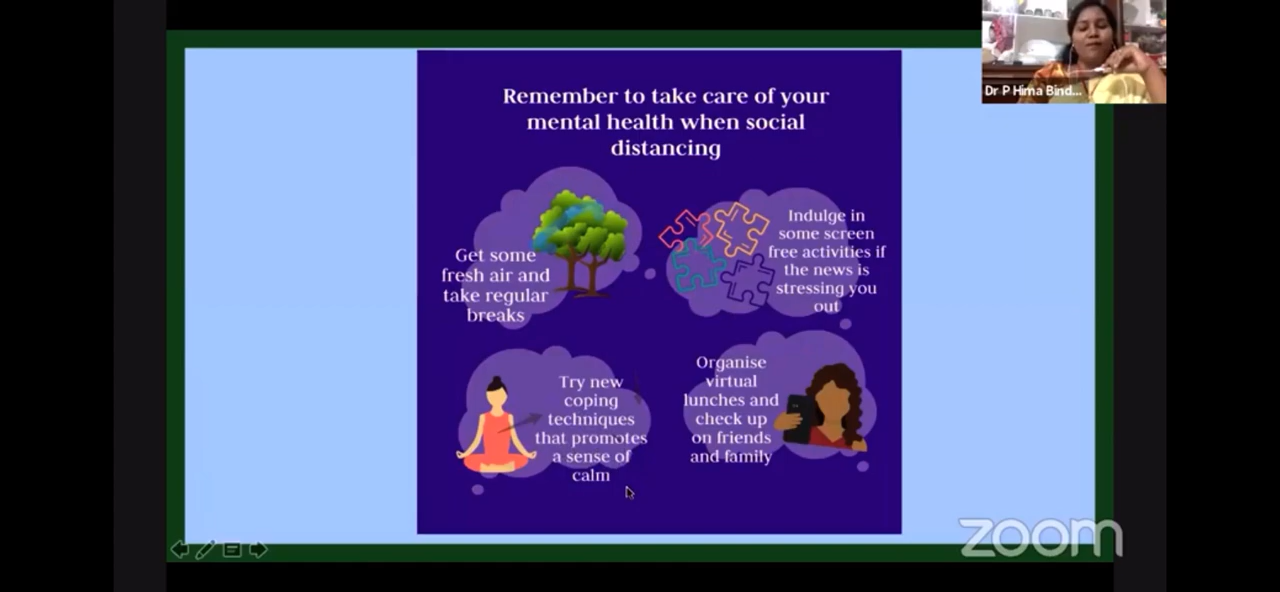 Dr P Hima Bind...
Remember to take care of your
mental health when social
distancing
Get some
fresh air and
take regular
breaks
Indulge in
some screen
free activities if
the news is
stressing you
out
Try new
coping
techniques
that promotes
a sense of
calm
Organise
virtual
lunches and
check up
on friends
and family
zoom